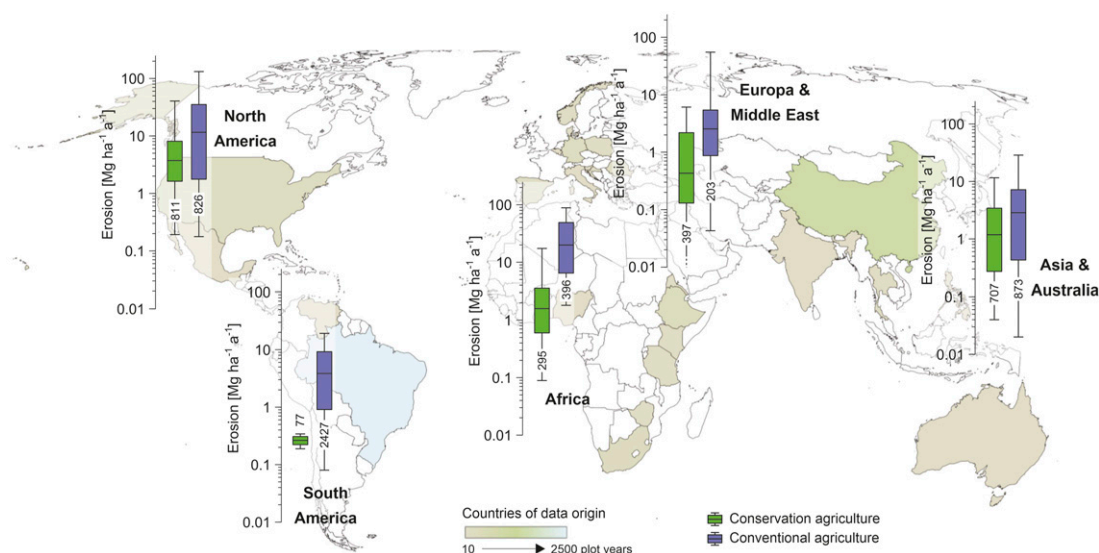 Erosion [Mg ha⁻¹ a⁻¹]
100
10
1
0.1
0.01
811
826
North
America
Erosion [Mg ha⁻¹ a⁻¹]
100
10
1
0.1
0.01
77
2427
South
America
Erosion [Mg ha⁻¹ a⁻¹]
100
10
1
0.1
0.01
295
396
Africa
Erosion [Mg ha⁻¹ a⁻¹]
100
10
1
0.1
0.01
397
203
Europa &
Middle East
Erosion [Mg ha⁻¹ a⁻¹]
100
10
1
0.1
0.01
707
873
Asia &
Australia
Countries of data origin
10 2500 plot years
Conservation agriculture
Conventional agriculture